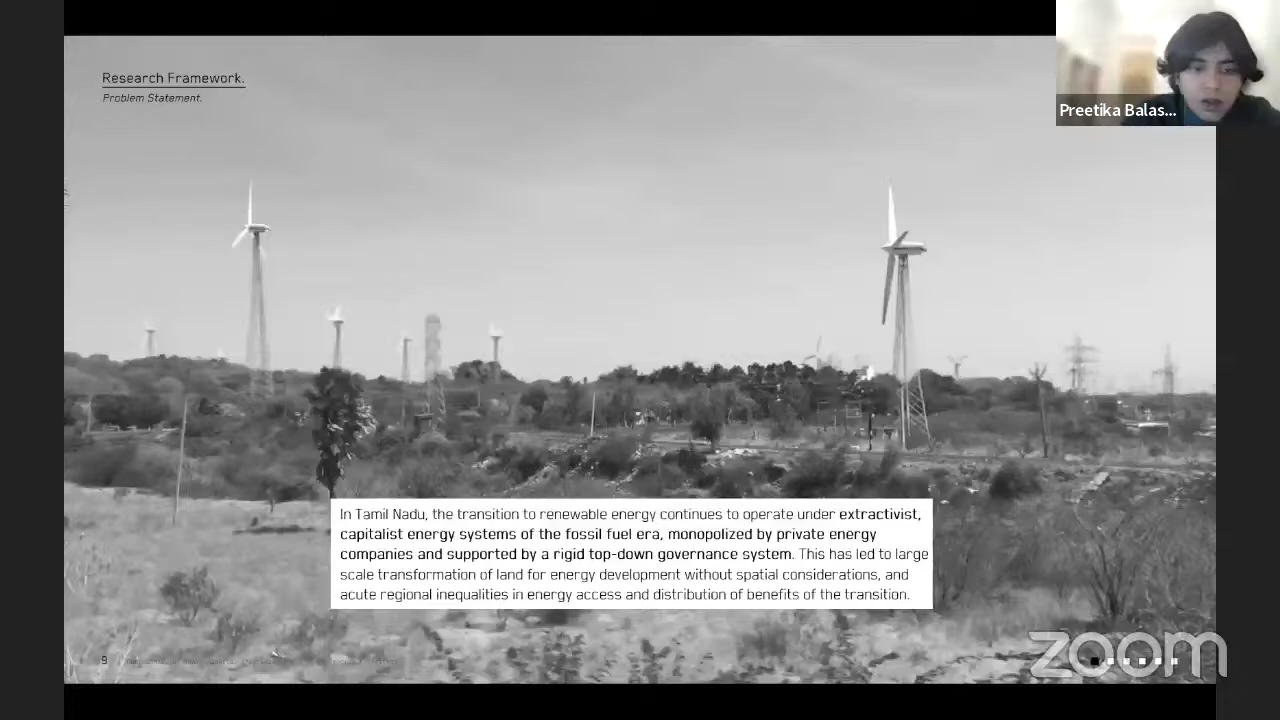 Research Framework.
Problem Statement.
Preetika Balas...
In Tamil Nadu, the transition to renewable energy continues to operate under extractivist,
capitalist energy systems of the fossil fuel era, monopolized by private energy
companies and supported by a rigid top-down governance system. This has led to large
scale transformation of land for energy development without spatial considerations, and
acute regional inequalities in energy access and distribution of benefits of the transition.
9
zoom